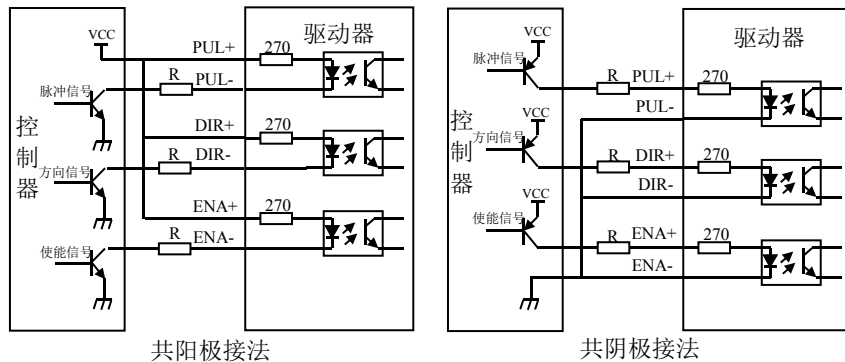 驱动器
VCC
PUL+
270
R
PUL-
脉冲信号
DIR+
270
控制器
R
DIR-
方向信号
ENA+
270
R
ENA-
使能信号
共阳极接法
驱动器
VCC
脉冲信号
R
PUL+
270
PUL-
VCC
控制器
方向信号
R
DIR+
270
DIR-
VCC
使能信号
R
ENA+
270
ENA-
共阴极接法